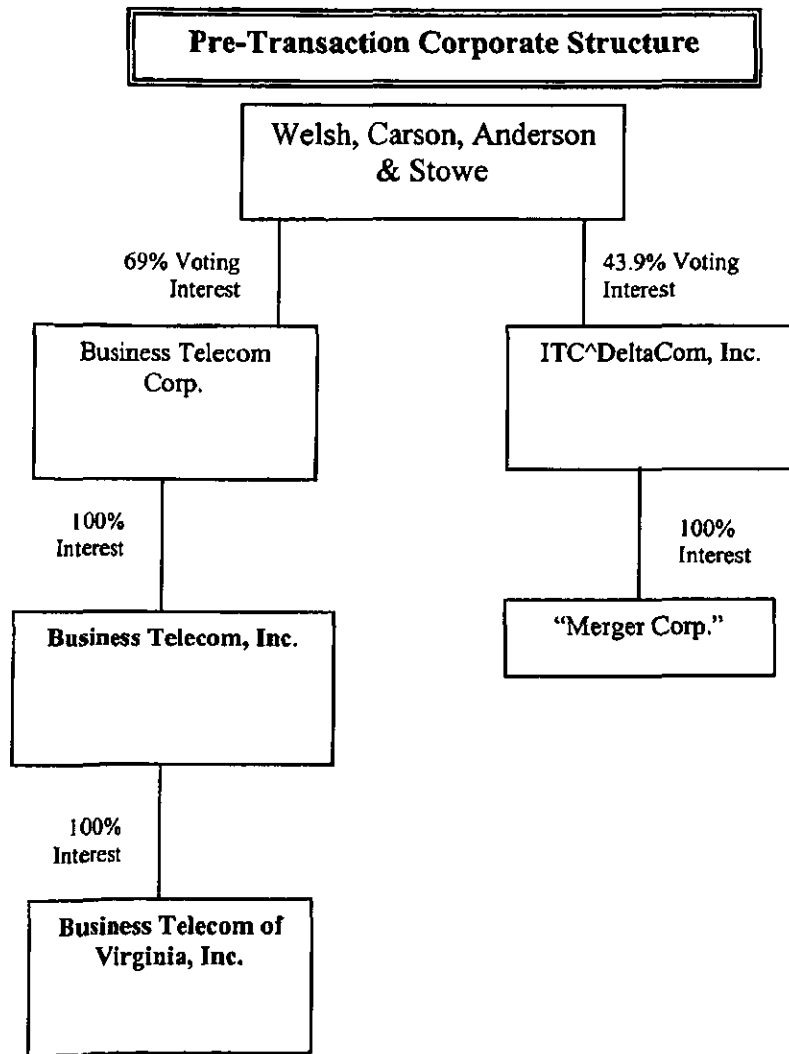 Pre-Transaction Corporate Structure
Welsh, Carson, Anderson
& Stowe
69% Voting
Interest
43.9% Voting
Interest
Business Telecom
Corp.
ITC^DeltaCom, Inc.
100%
Interest
100%
Interest
Business Telecom, Inc.
“Merger Corp.”
100%
Interest
Business Telecom of
Virginia, Inc.